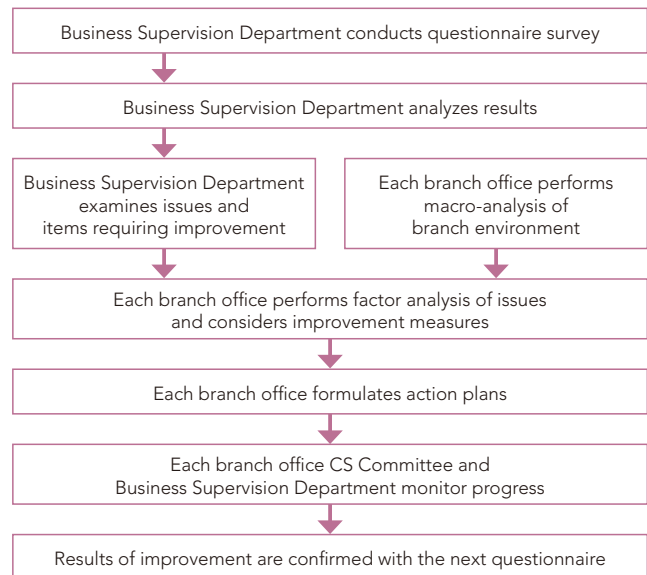 Business Supervision Department conducts questionnaire survey
Business Supervision Department analyzes results
Business Supervision Department
examines issues and
items requiring improvement
Each branch office performs
macro-analysis of
branch environment
Each branch office performs factor analysis of issues
and considers improvement measures
Each branch office formulates action plans
Each branch office CS Committee and
Business Supervision Department monitor progress
Results of improvement are confirmed with the next questionnaire